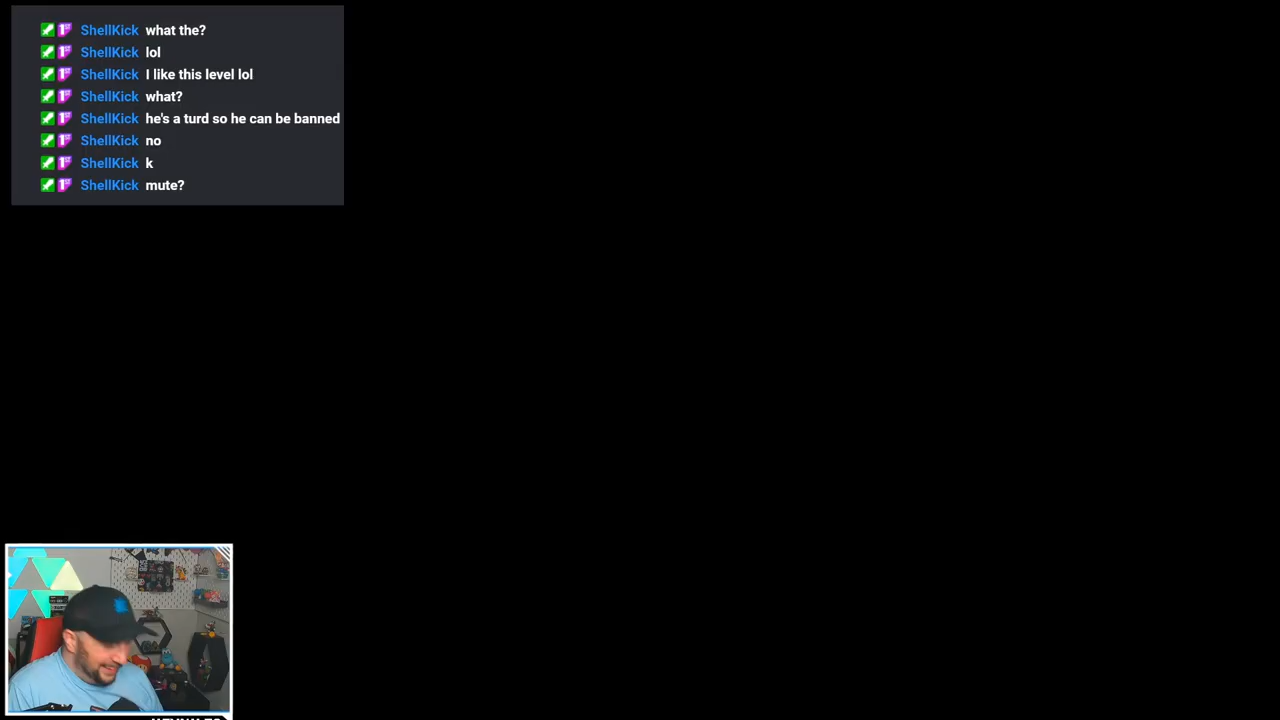 ShellKick what the?
ShellKick lol
ShellKick I like this level lol
ShellKick what?
ShellKick he's a turd so he can be banned
ShellKick no
ShellKick k
ShellKick mute?